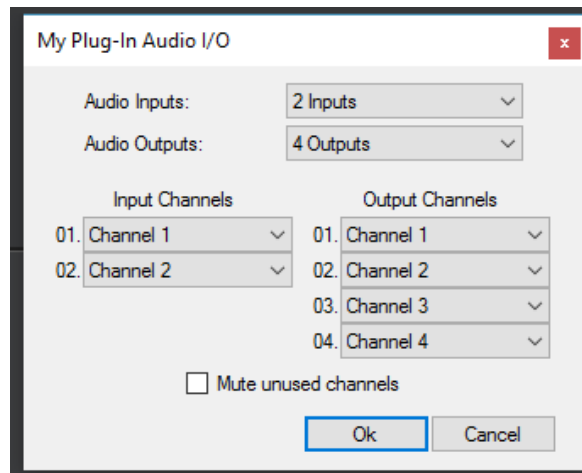 My Plug-In Audio I/O
x
Audio Inputs: 2 Inputs
Audio Outputs: 4 Outputs
Input Channels Output Channels
01. Channel 1 01. Channel 1
02. Channel 2 02. Channel 2
03. Channel 3
04. Channel 4
Mute unused channels
Ok Cancel